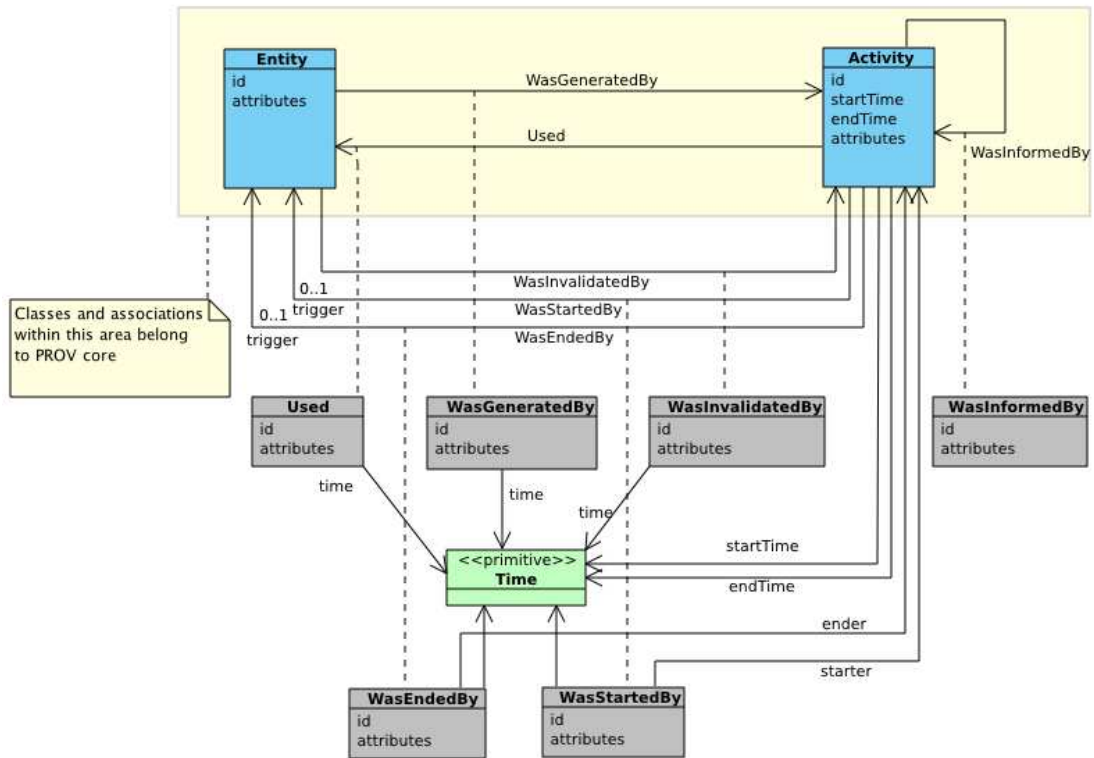 Entity
id
attributes
Activity
id
startTime
endTime
attributes
WasGeneratedBy
Used
WasInformedBy
WasInvalidatedBy
0..1
trigger
WasStartedBy
0..1
trigger
WasEndedBy
Classes and associations
within this area belong
to PROV core
Used
id
attributes
WasGeneratedBy
id
attributes
WasInvalidatedBy
id
attributes
WasInformedBy
id
attributes
time
time
time
<<primitive>>
Time
startTime
endTime
ender
starter
WasEndedBy
id
attributes
WasStartedBy
id
attributes